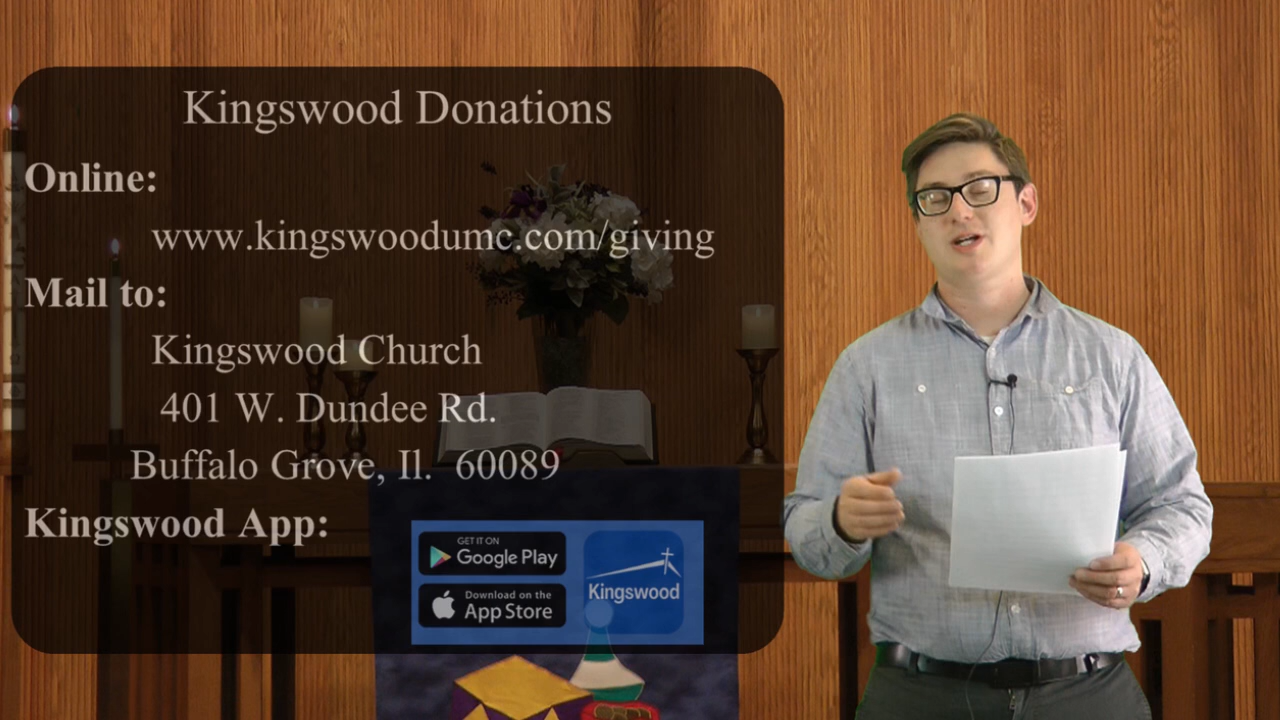 Kingswood Donations
Online:
www.kingswoodumc.com/giving
Mail to:
Kingswood Church
401 W. Dundee Rd.
Buffalo Grove, Il. 60089
Kingswood App:
GET IT ON
Google Play
Download on the
App Store
Kingswood